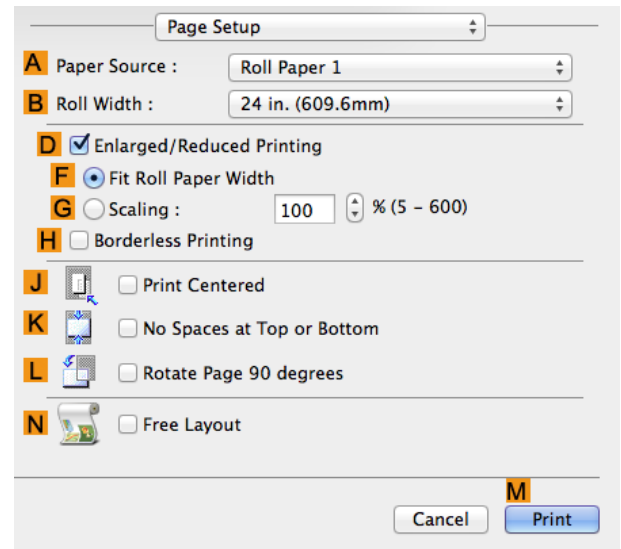 Page Setup
A Paper Source : Roll Paper 1
B Roll Width : 24 in. (609.6mm)
D Enlarged/Reduced Printing
F Fit Roll Paper Width
G Scaling : 100 % (5 – 600)
H Borderless Printing
J Print Centered
K No Spaces at Top or Bottom
L Rotate Page 90 degrees
N Free Layout
M
Cancel Print